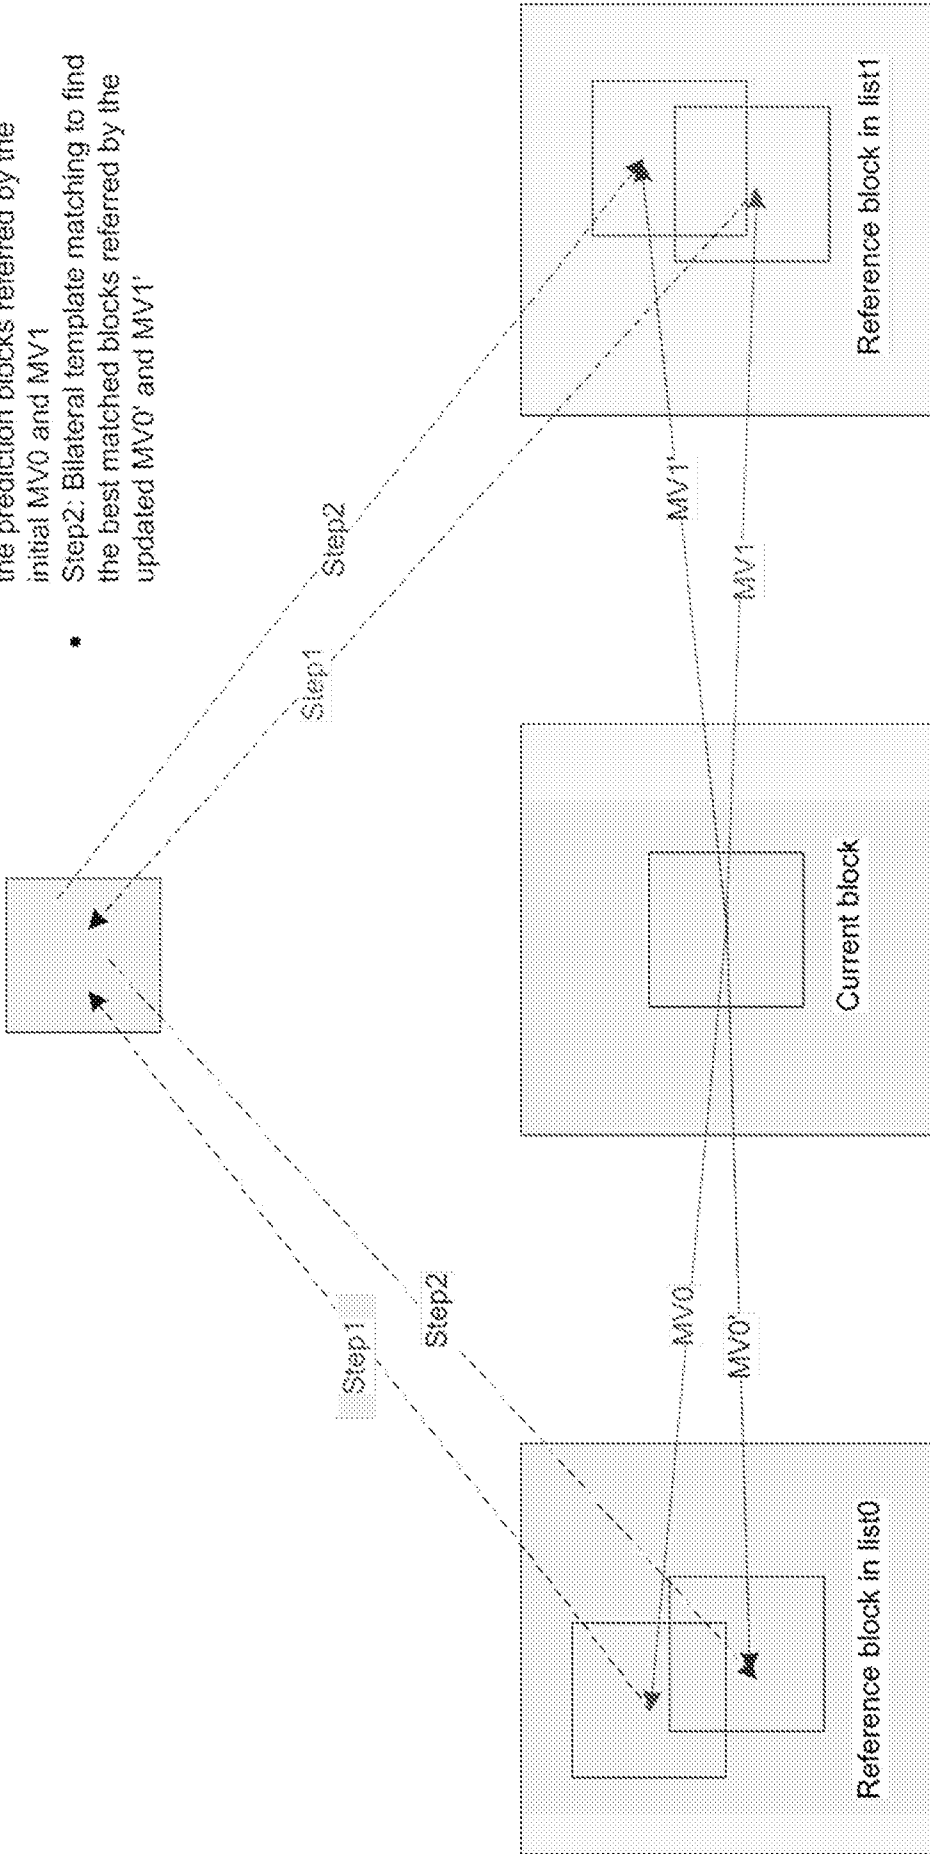 the prediction blocks referred by the
initial MV0 and MV1
• Step2: Bilateral template matching to find
the best matched blocks referred by the
updated MV0' and MV1'
Step1
Step2
Step1
Step2
MV0
MV0'
MV1'
MV1
Reference block in list0
Current block
Reference block in list1